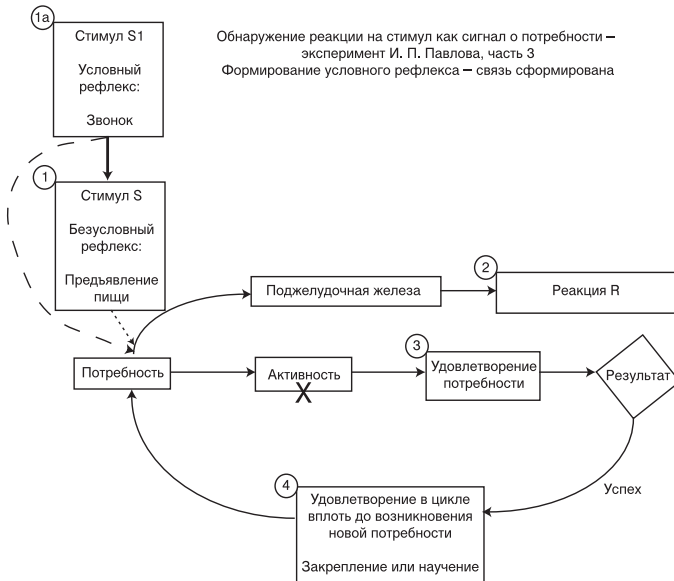 1а
Стимул S1
Условный
рефлекс:
Звонок
Обнаружение реакции на стимул как сигнал о потребности –
эксперимент И. П. Павлова, часть 3
Формирование условного рефлекса – связь сформирована
1
Стимул S
Безусловный
рефлекс:
Предъявление
пищи
Поджелудочная железа
2
Реакция R
Потребность
Активность
X
3
Удовлетворение
потребности
Результат
Успех
4
Удовлетворение в цикле
вплоть до возникновения
новой потребности
Закрепление или научение